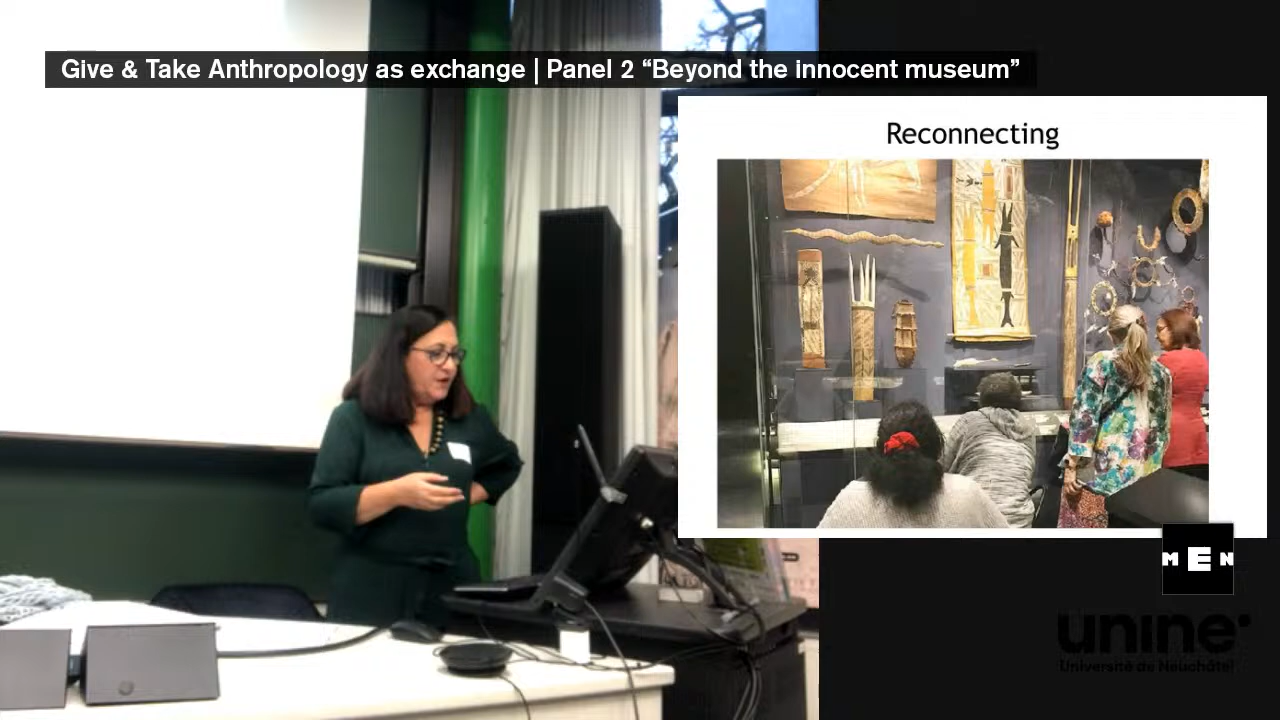 Give & Take Anthropology as exchange | Panel 2 “Beyond the innocent museum”
Reconnecting
MEN
unine
Université de Neuchâtel